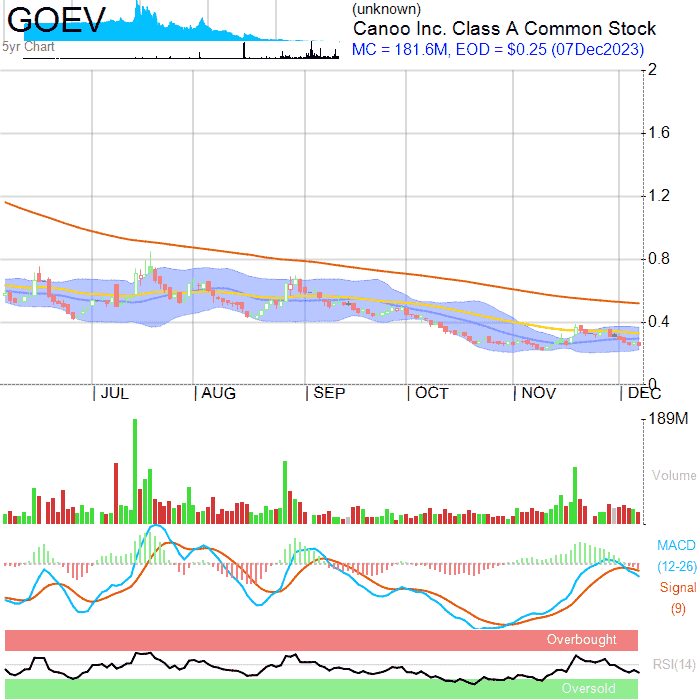 GOEV
(unknown)
Canoo Inc. Class A Common Stock
5yr Chart
MC = 181.6M, EOD = $0.25 (07Dec2023)
2
1.6
1.2
0.8
0.4
0
JUL
AUG
SEP
OCT
NOV
DEC
189M
Volume
MACD
(12-26)
Signal
(9)
Overbought
RSI(14)
Oversold